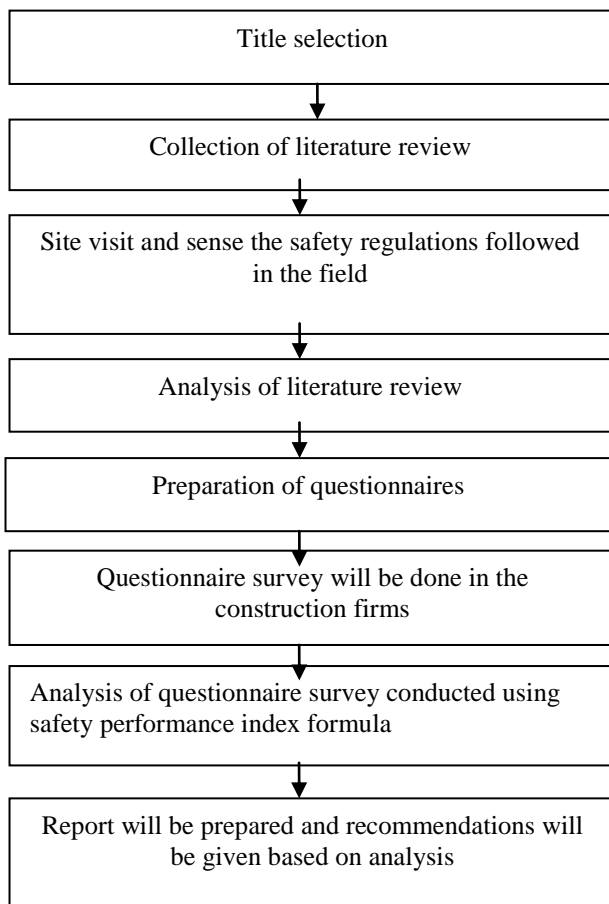 Title selection
Collection of literature review
Site visit and sense the safety regulations followed
in the field
Analysis of literature review
Preparation of questionnaires
Questionnaire survey will be done in the
construction firms
Analysis of questionnaire survey conducted using
safety performance index formula
Report will be prepared and recommendations will
be given based on analysis